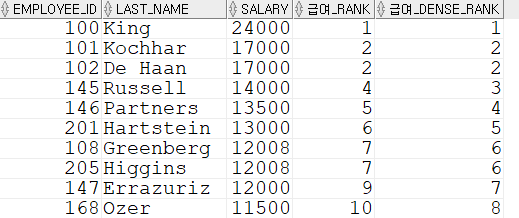 EMPLOYEE_ID LAST_NAME SALARY 급여_RANK 급여_DENSE_RANK
100 King 24000 1 1
101 Kochhar 17000 2 2
102 De Haan 17000 2 2
145 Russell 14000 4 3
146 Partners 13500 5 4
201 Hartstein 13000 6 5
108 Greenberg 12008 7 6
205 Higgins 12008 7 6
147 Errazuriz 12000 9 7
168 Ozer 11500 10 8